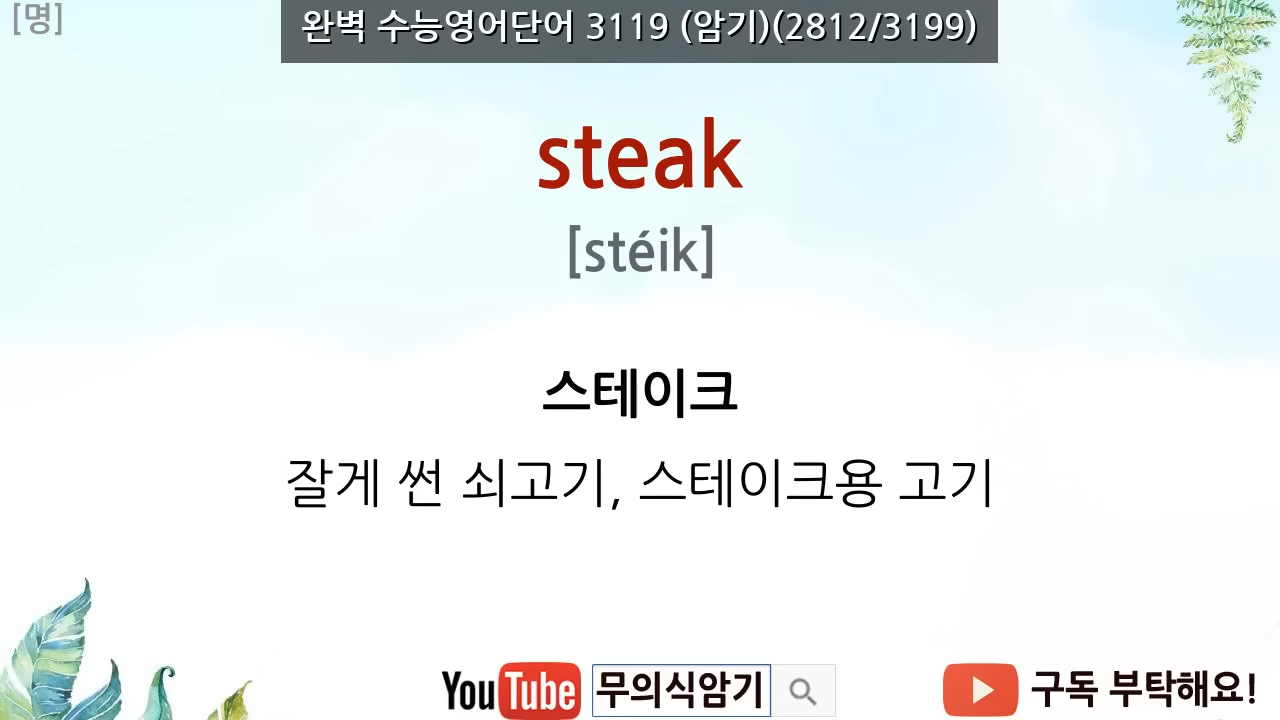 [명]
완벽 수능영어단어 3119 (암기)(2812/3199)
steak
[stéik]
스테이크
잘게 썬 쇠고기, 스테이크용 고기
YouTube 무의식암기
구독 부탁해요!